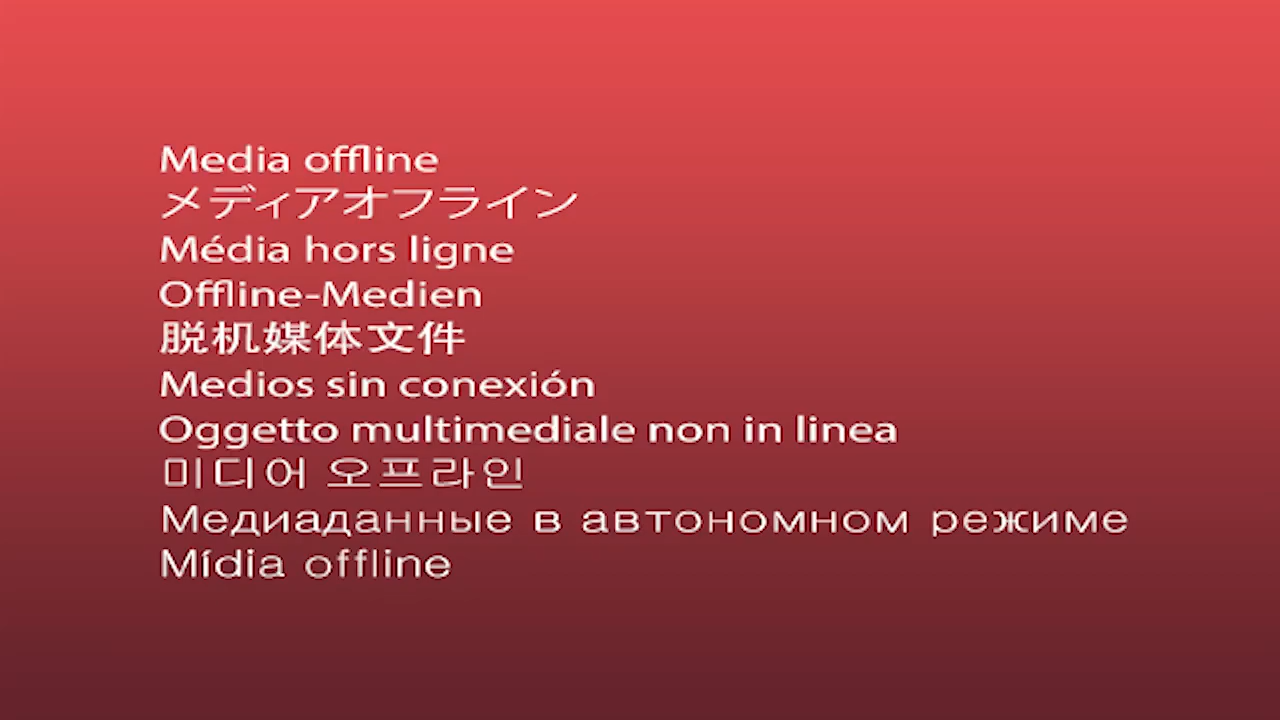 Media offline
メディアオフライン
Média hors ligne
Offline-Medien
脱机媒体文件
Medios sin conexión
Oggetto multimediale non in linea
미디어 오프라인
Медиаданные в автономном режиме
Mídia offline